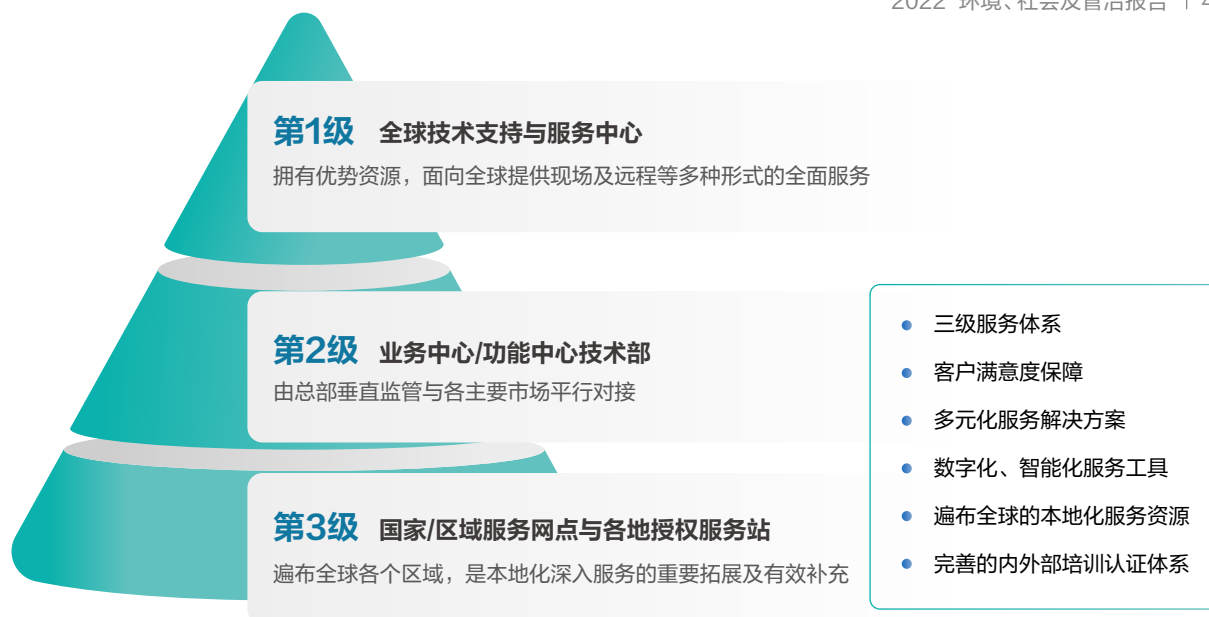 2022 环境、社会及管治报告
第1级 全球技术支持与服务中心
拥有优势资源，面向全球提供现场及远程等多种形式的全面服务
第2级 业务中心/功能中心技术部
由总部垂直监管与各主要市场平行对接
第3级 国家/区域服务网点与各地授权服务站
遍布全球各个区域，是本地化深入服务的重要拓展及有效补充
三级服务体系
客户满意度保障
多元化服务解决方案
数字化、智能化服务工具
遍布全球的本地化服务资源
完善的内外部培训认证体系